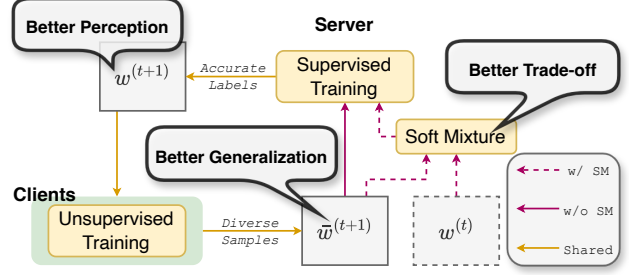 Better Perception
Server
w^(t+1)
Accurate
Labels
Supervised
Training
Better Trade-off
Soft Mixture
Better Generalization
Clients
Unsupervised
Training
Diverse
Samples
w̄^(t+1)
w^(t)
w/ SM
w/o SM
Shared